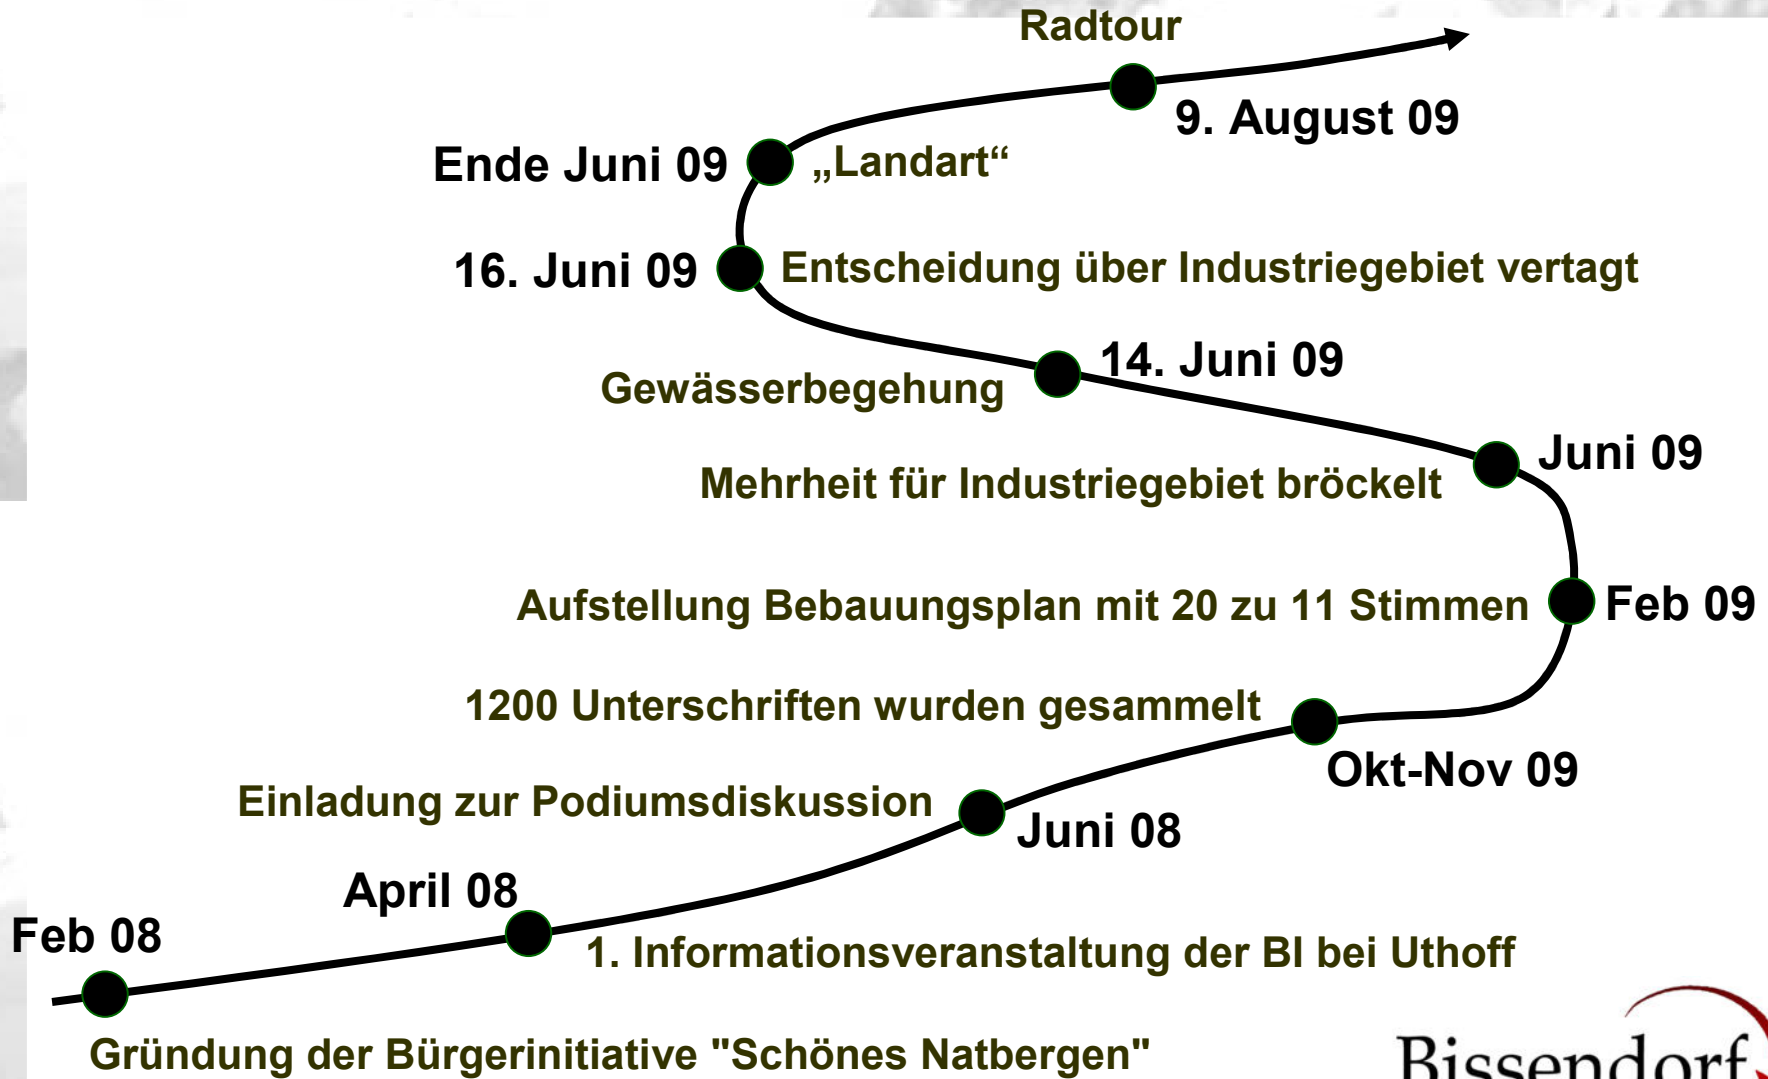 Radtour
9. August 09
Ende Juni 09 „Landart“
16. Juni 09 Entscheidung über Industriegebiet vertagt
14. Juni 09
Gewässerbegehung
Juni 09
Mehrheit für Industriegebiet bröckelt
Aufstellung Bebauungsplan mit 20 zu 11 Stimmen Feb 09
1200 Unterschriften wurden gesammelt
Okt-Nov 09
Einladung zur Podiumsdiskussion
Juni 08
April 08
Feb 08
1. Informationsveranstaltung der BI bei Uthoff
Gründung der Bürgerinitiative "Schönes Natbergen"
Bissendorf